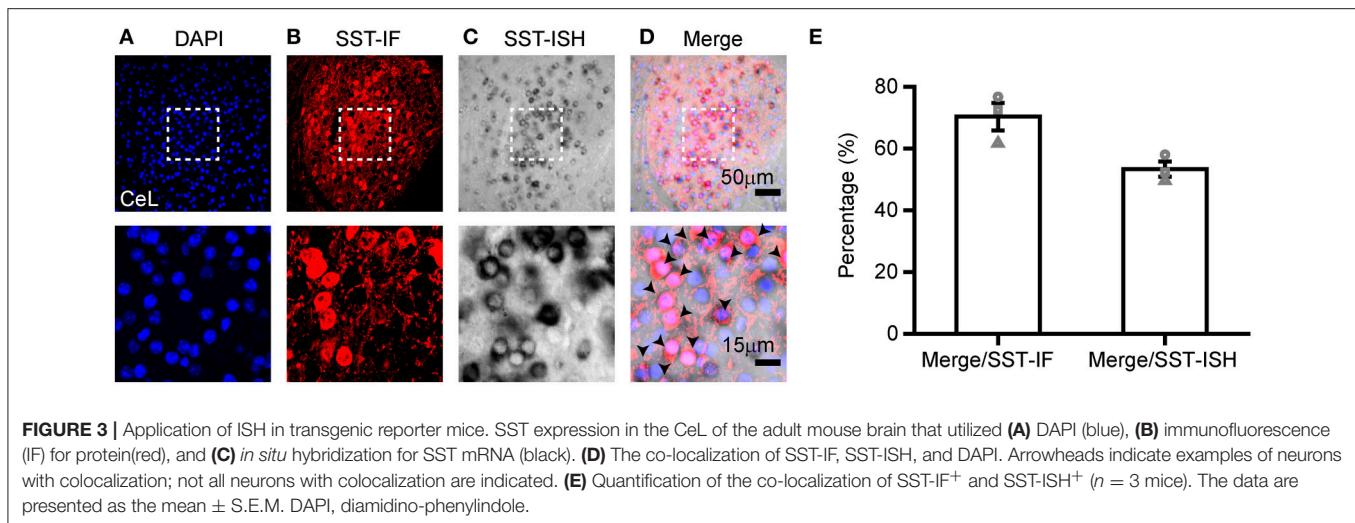 A DAPI B SST-IF C SST-ISH D Merge E
CeL
50μm
15μm
Percentage (%)
80
60
40
20
0
Merge/SST-IF Merge/SST-ISH
FIGURE 3 | Application of ISH in transgenic reporter mice. SST expression in the CeL of the adult mouse brain that utilized (A) DAPI (blue), (B) immunofluorescence
(IF) for protein(red), and (C) in situ hybridization for SST mRNA (black). (D) The co-localization of SST-IF, SST-ISH, and DAPI. Arrowheads indicate examples of neurons
with colocalization; not all neurons with colocalization are indicated. (E) Quantification of the co-localization of SST-IF+ and SST-ISH+ (n = 3 mice). The data are
presented as the mean ± S.E.M. DAPI, diamidino-phenylindole.